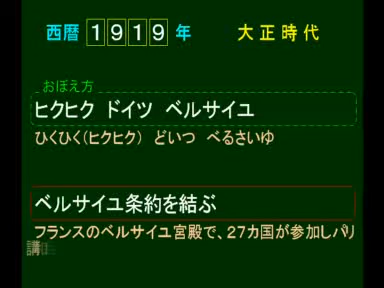 西暦 1919 年 大正時代
おぼえ方
ヒクヒク ドイツ ベルサイユ
ひくひく(ヒクヒク) どいつ べるさいゆ
ベルサイユ条約を結ぶ
フランスのベルサイユ宮殿で、27カ国が参加しパリ
講